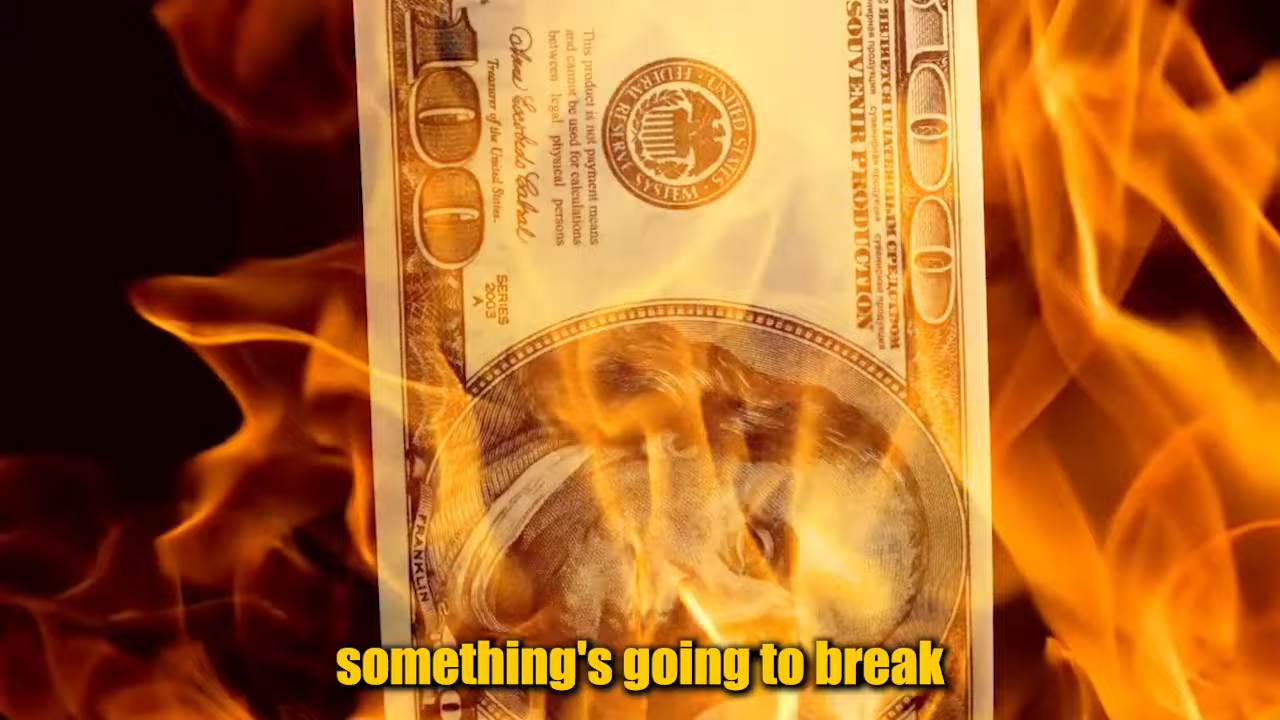 100
This product is not payment means
and cannot be used for calculations
between legal physical persons
Treasurer of the United States.
SERIES
2003
A
UNITED STATES
FEDERAL RESERVE SYSTEM
100
SOUVENIR PRODUCTION
FRANKLIN
something's going to break